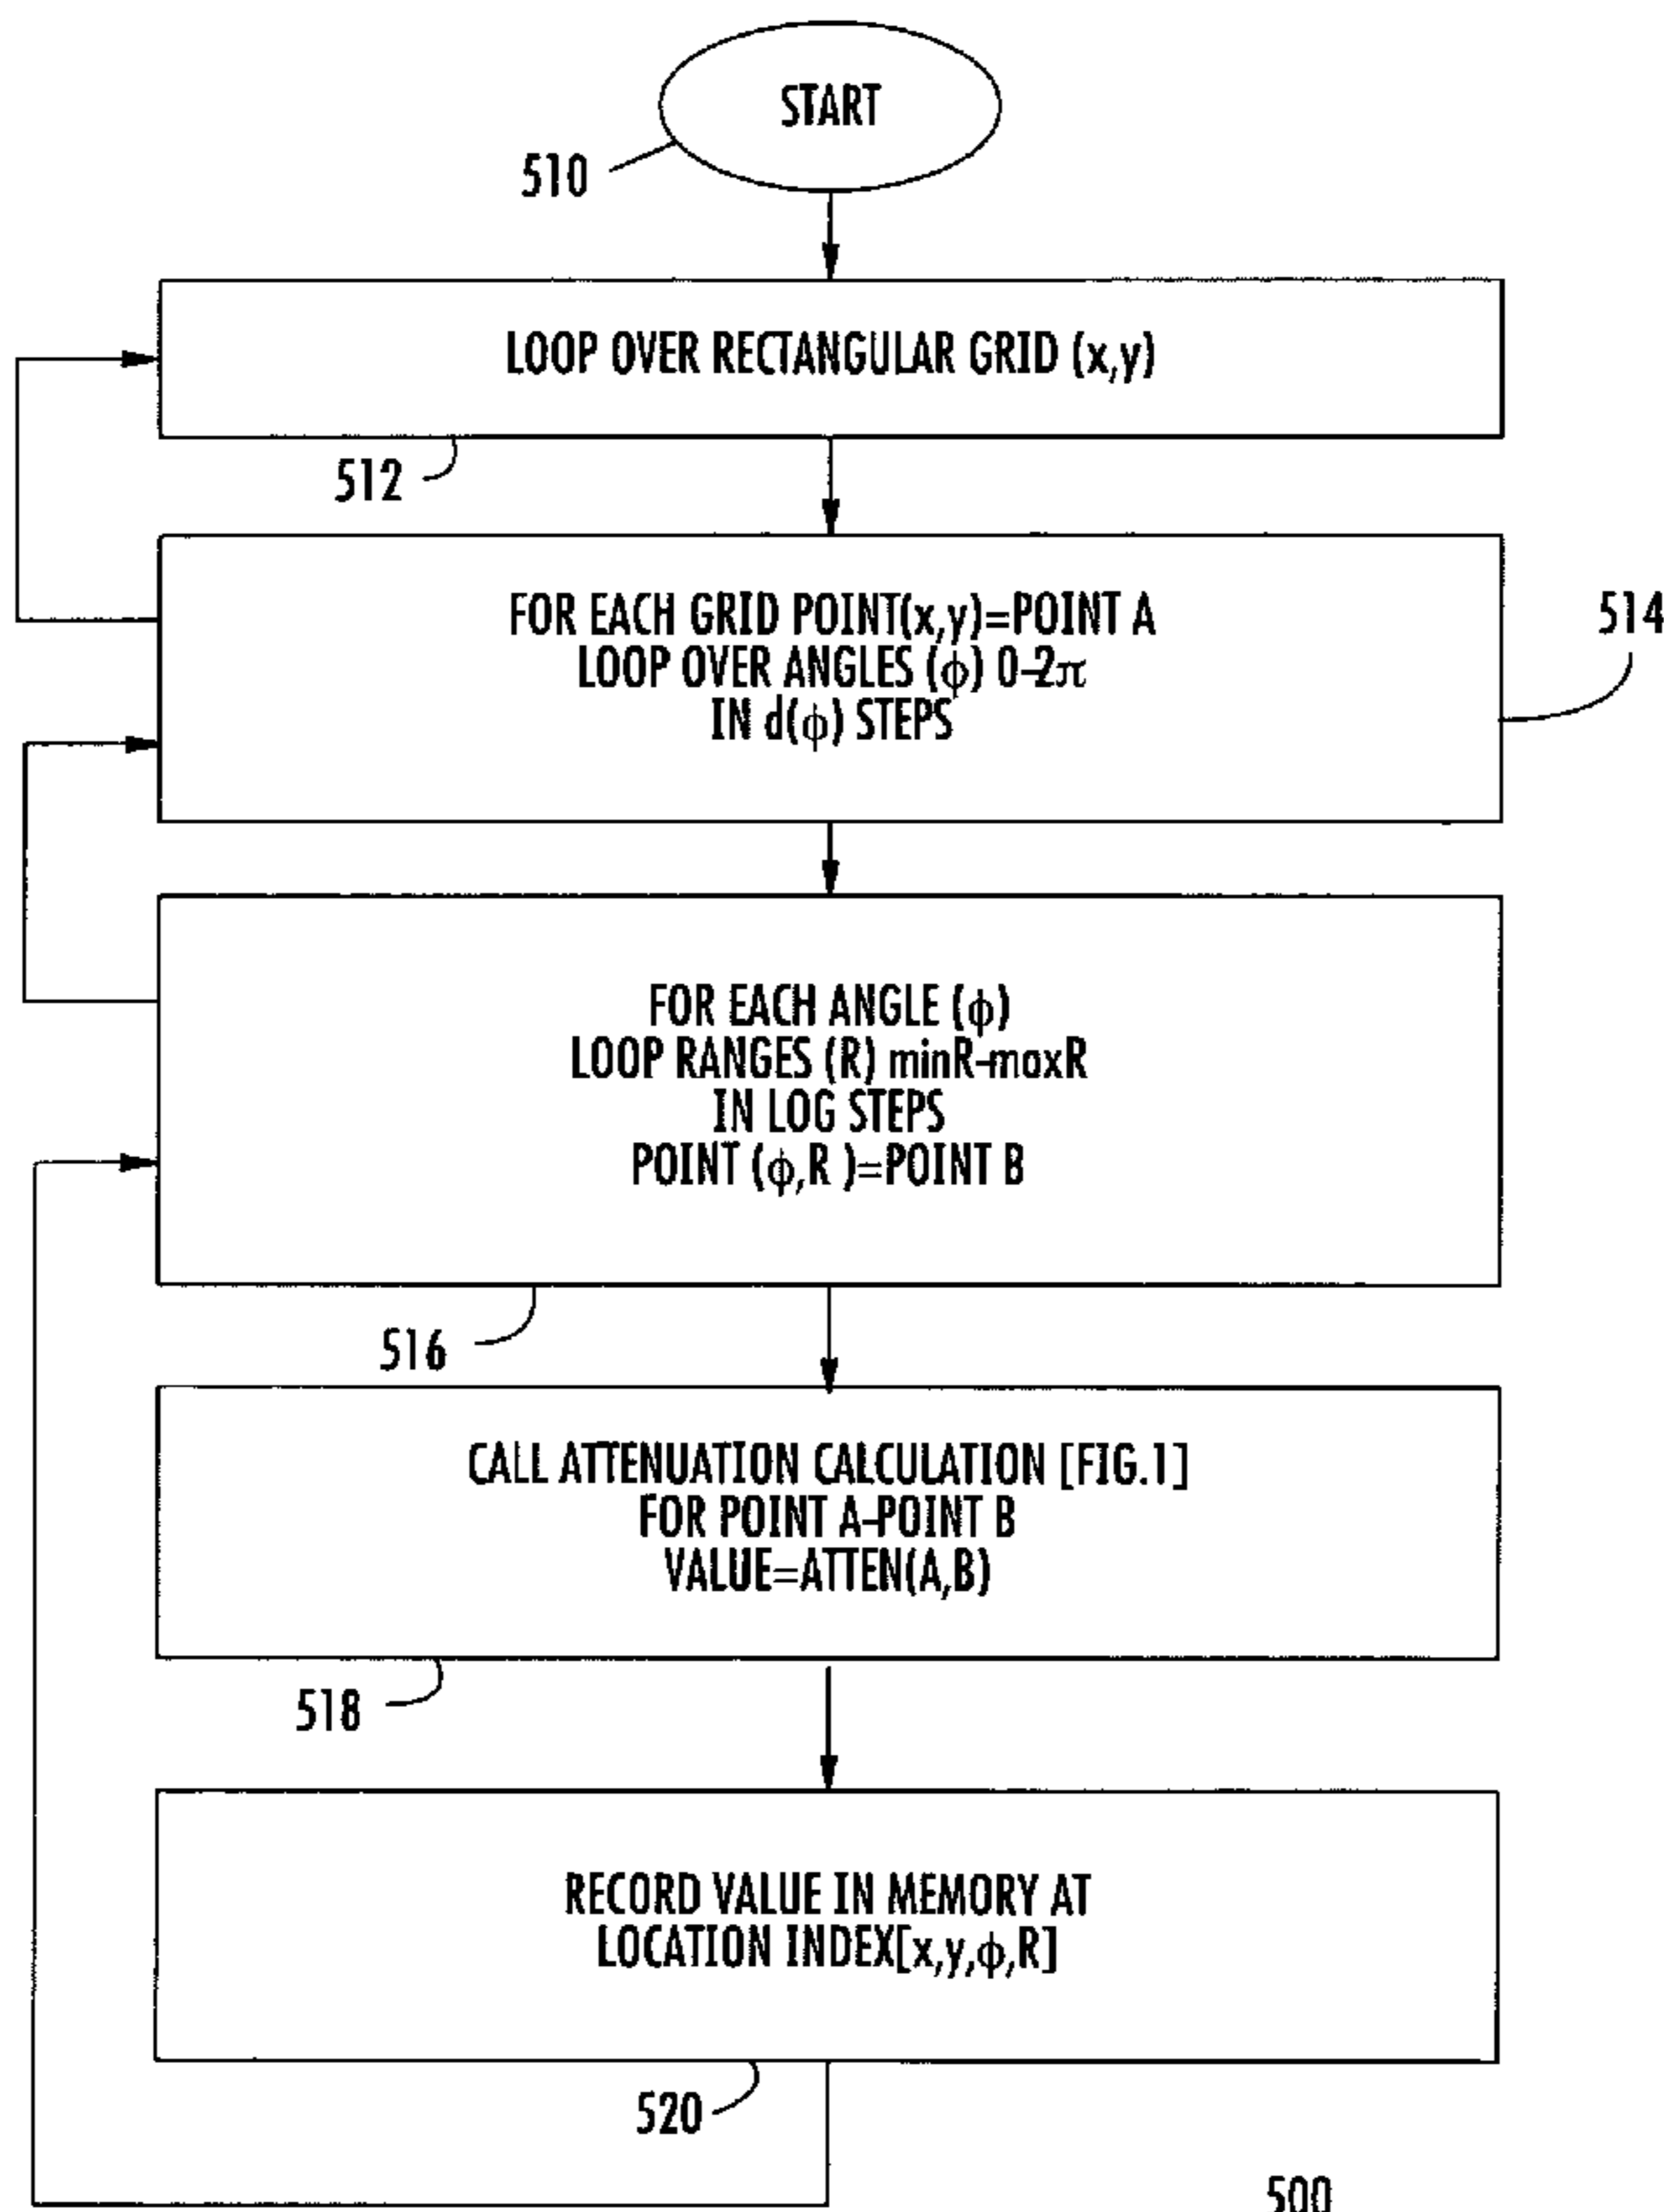 START
510
LOOP OVER RECTANGULAR GRID (x,y)
512
FOR EACH GRID POINT(x,y)=POINT A
LOOP OVER ANGLES (ϕ) 0-2π
IN d(ϕ) STEPS
514
FOR EACH ANGLE (ϕ)
LOOP RANGES (R) minR-maxR
IN LOG STEPS
POINT (ϕ,R )=POINT B
516
CALL ATTENUATION CALCULATION [FIG.1]
FOR POINT A-POINT B
VALUE=ATTEN(A,B)
518
RECORD VALUE IN MEMORY AT
LOCATION INDEX[x,y,ϕ,R]
520
500